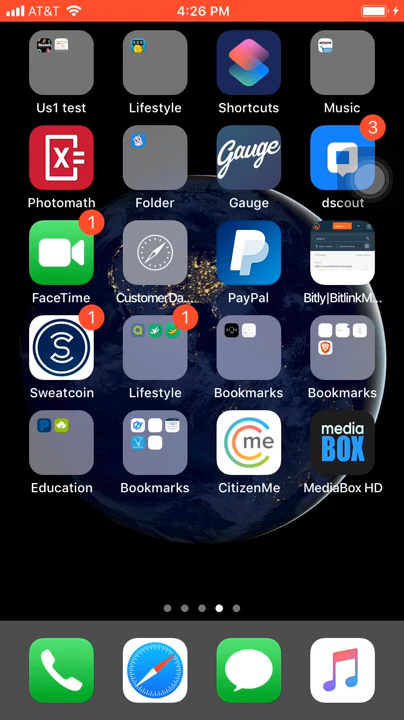 AT&T 4:26 PM
Us1 test Lifestyle Shortcuts Music
X
Gauge
3
Photomath Folder Gauge dscout
1
FaceTime CustomerDa... PayPal Bitly|BitlinkM...
1 1
S
Sweatcoin Lifestyle Bookmarks Bookmarks
me
media
BOX
Education Bookmarks CitizenMe MediaBox HD